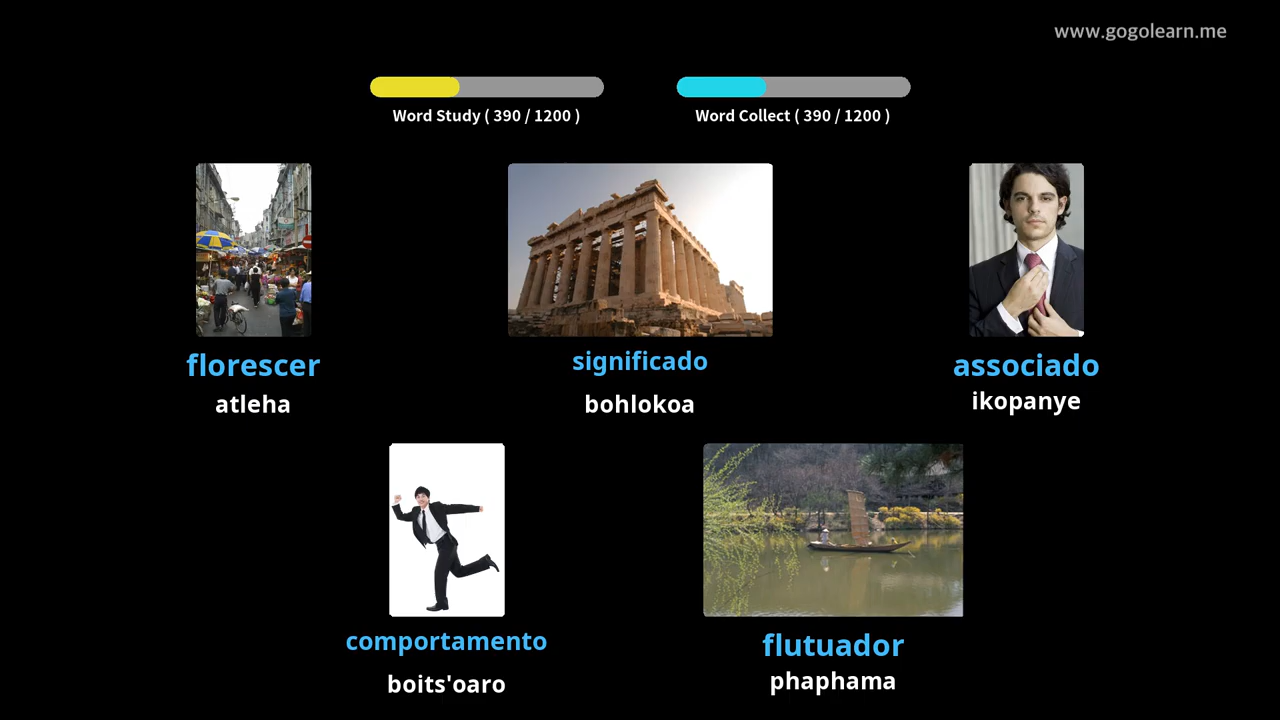 www.gogolearn.me
Word Study ( 390 / 1200 )
Word Collect ( 390 / 1200 )
florescer
atleha
significado
bohlokoa
associado
ikopanye
comportamento
boits'oaro
flutuador
phaphama